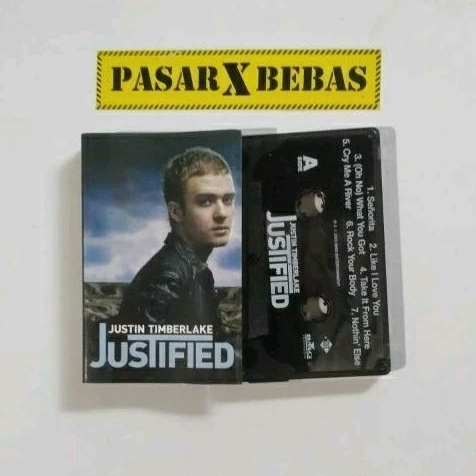 PASAR X BEBAS
JUSTIN TIMBERLAKE
JUSTIFIED
A
1. Señorita 2. Like I Love You
3. (Oh No) What You Got 4. Take It From Here
5. Cry Me A River 6. Rock Your Body 7. Nothin' Else
JUSTIN TIMBERLAKE
JUSTIFIED